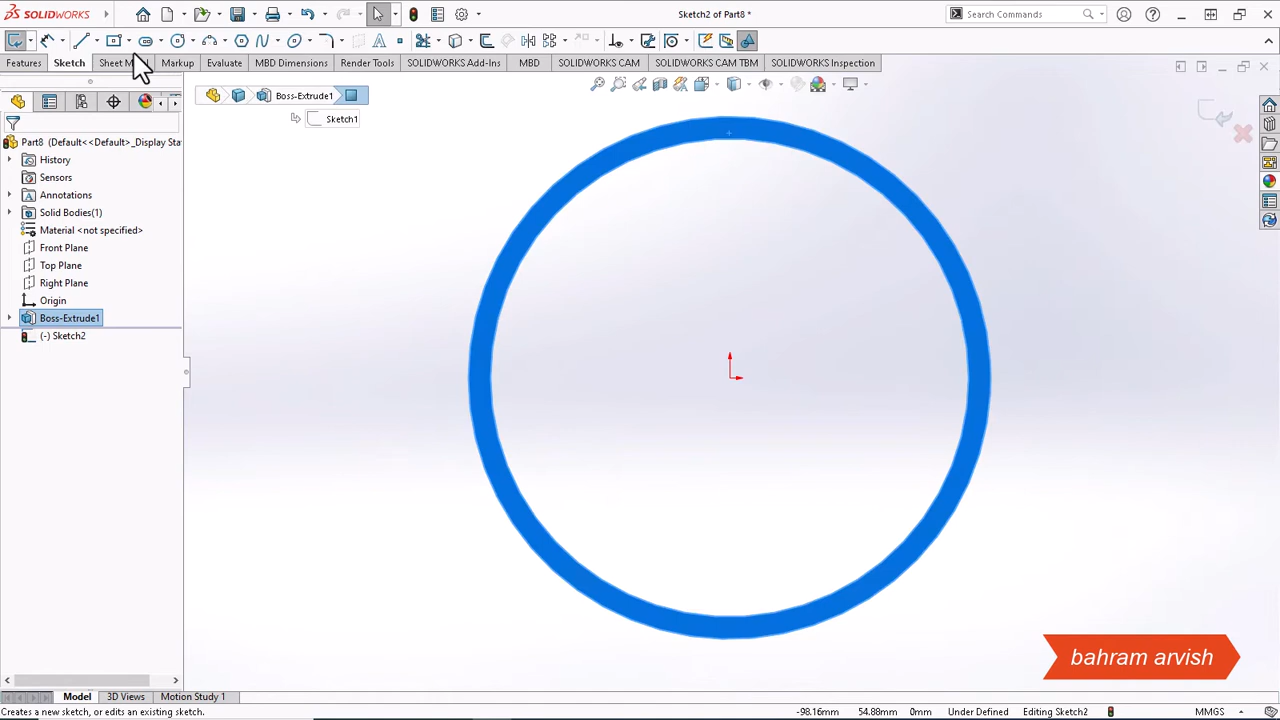 SOLIDWORKS
Sketch2 of Part8 *
Search Commands
Features
Sketch
Sheet M
Markup
Evaluate
MBD Dimensions
Render Tools
SOLIDWORKS Add-Ins
MBD
SOLIDWORKS CAM
SOLIDWORKS CAM TBM
SOLIDWORKS Inspection
Boss-Extrude1
Sketch1
Part8 (Default<<Default>_Display Sta
History
Sensors
Annotations
Solid Bodies(1)
Material <not specified>
Front Plane
Top Plane
Right Plane
Origin
Boss-Extrude1
(-) Sketch2
bahram arvish
Model
3D Views
Motion Study 1
Creates a new sketch, or edits an existing sketch.
-98.16mm
54.88mm
0mm
Under Defined
Editing Sketch2
MMGS